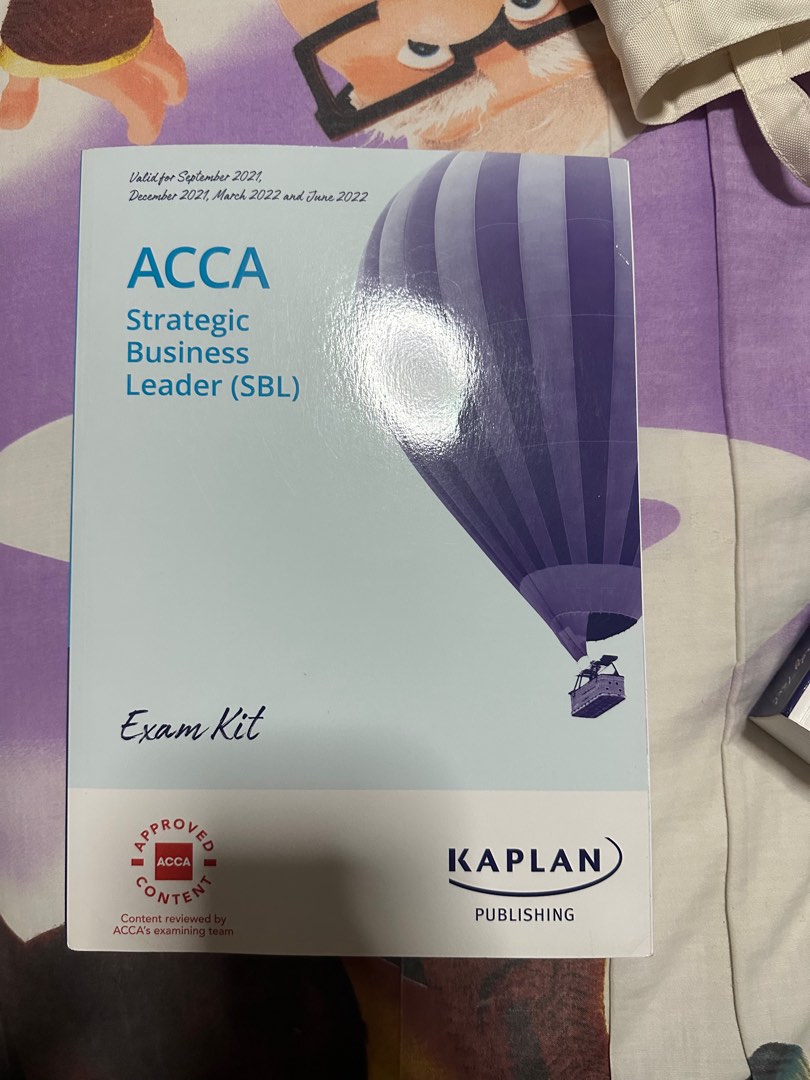 Valid for September 2021,
December 2021, March 2022 and June 2022
ACCA
Strategic
Business
Leader (SBL)
Exam Kit
APPROVED
ACCA
CONTENT
Content reviewed by
ACCA's examining team
KAPLAN
PUBLISHING